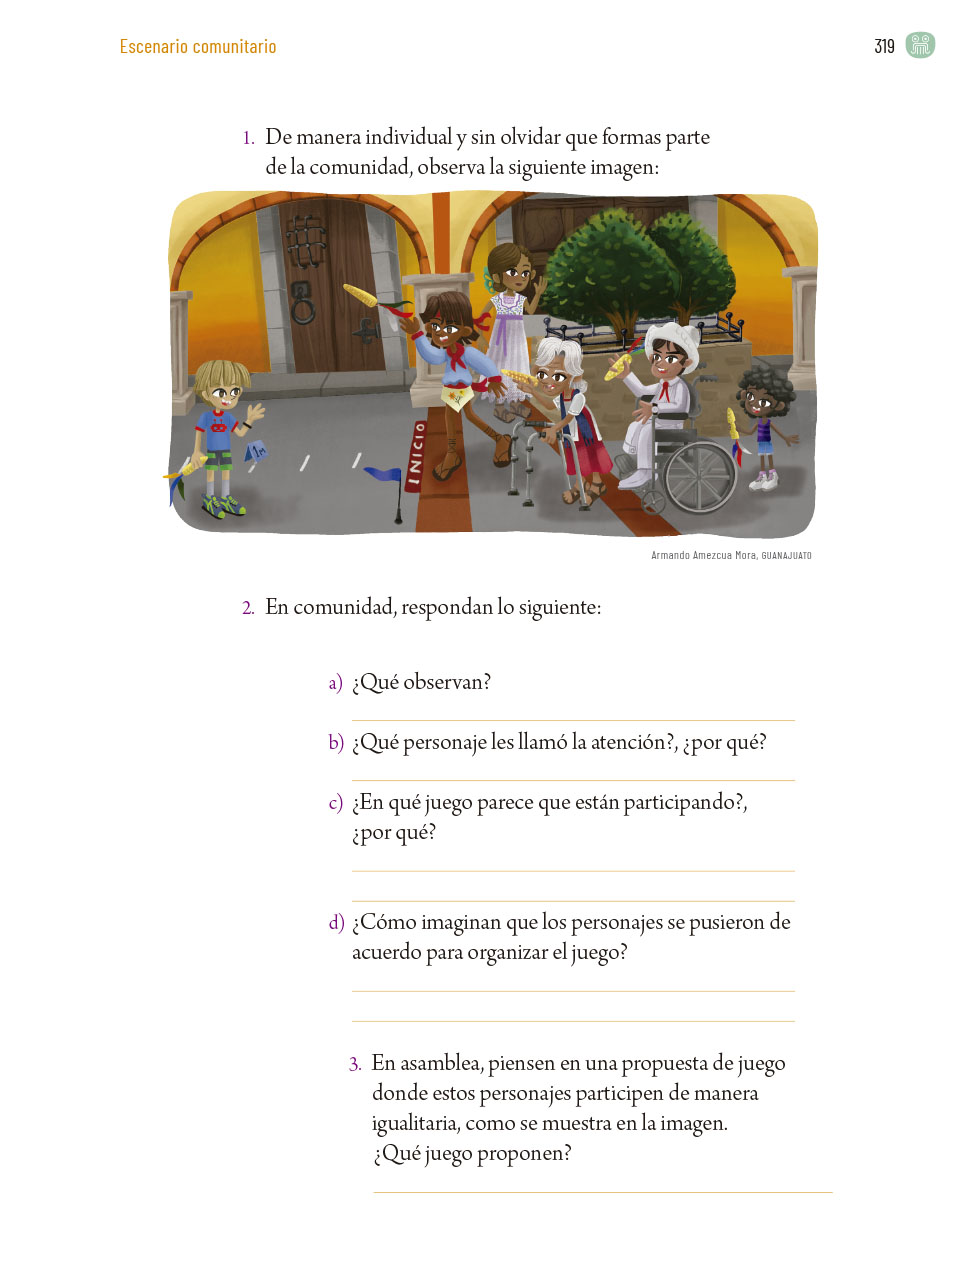 Escenario comunitario
319
1. De manera individual y sin olvidar que formas parte
de la comunidad, observa la siguiente imagen:
1M
INICIO
Armando Amezcua Mora, GUANAJUATO
2. En comunidad, respondan lo siguiente:
a) ¿Qué observan?
b) ¿Qué personaje les llamó la atención?, ¿por qué?
c) ¿En qué juego parece que están participando?,
¿por qué?
d) ¿Cómo imaginan que los personajes se pusieron de
acuerdo para organizar el juego?
3. En asamblea, piensen en una propuesta de juego
donde estos personajes participen de manera
igualitaria, como se muestra en la imagen.
¿Qué juego proponen?